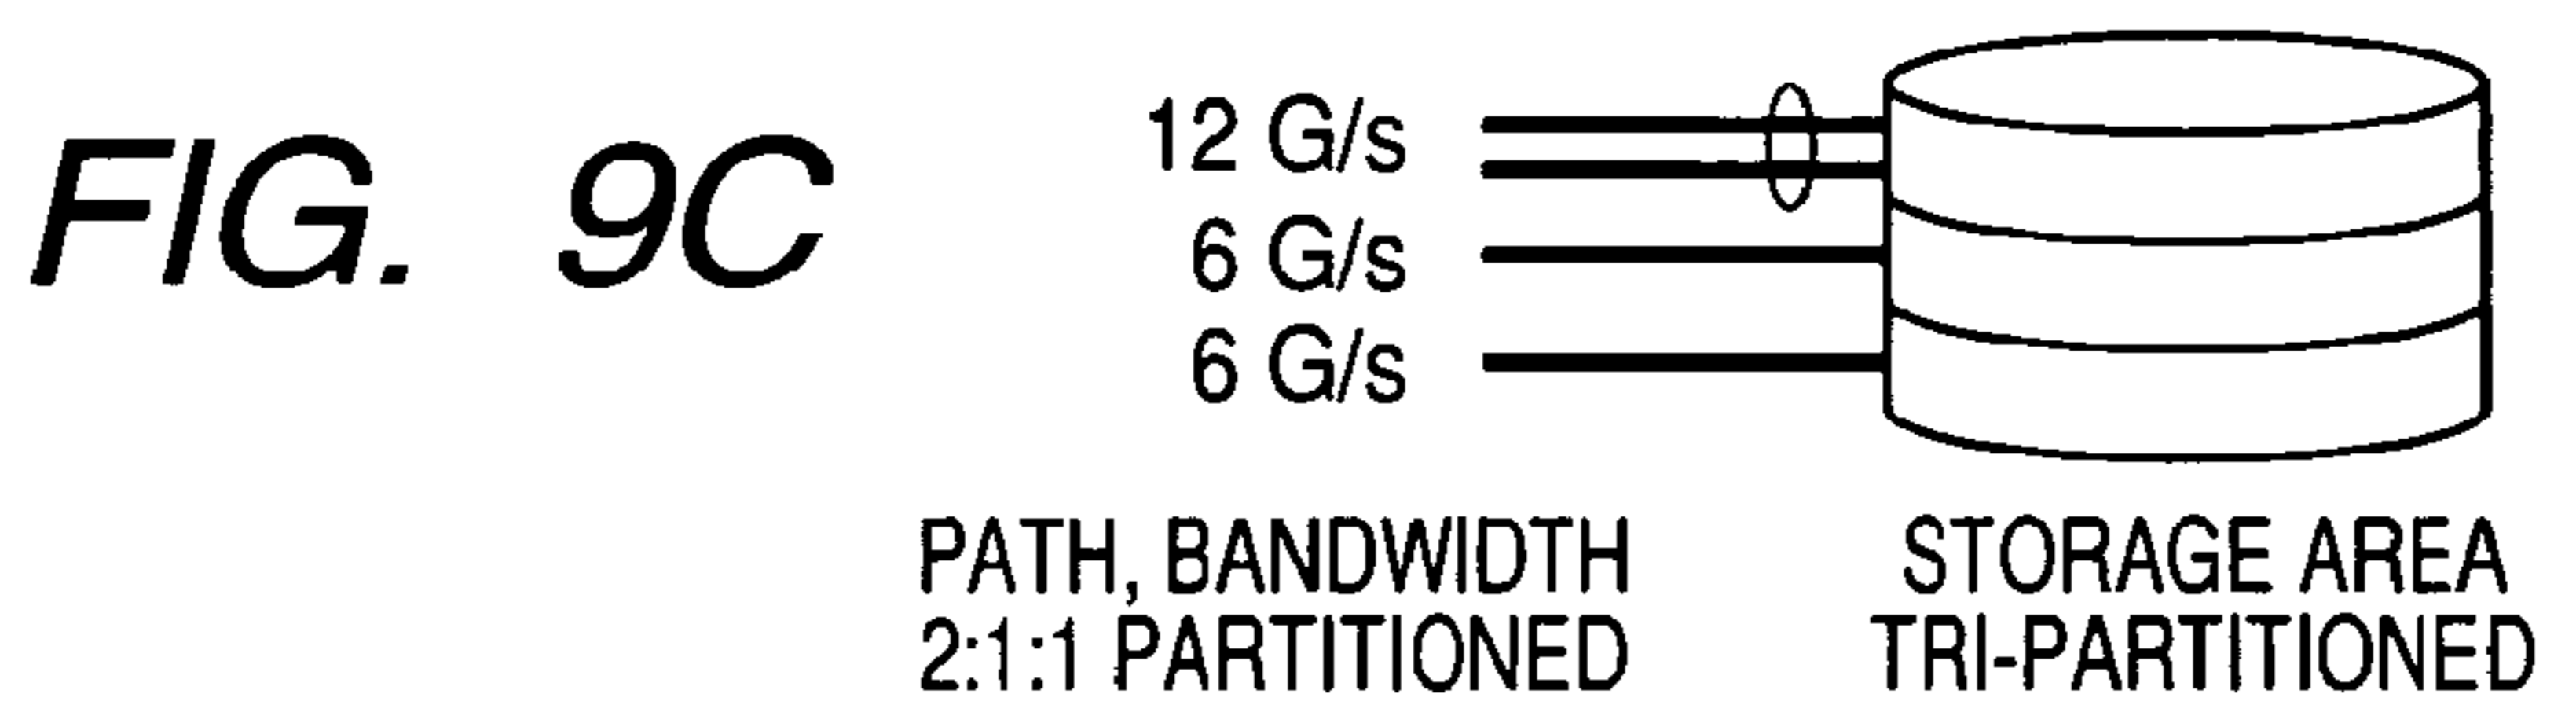 FIG. 9C
12 G/s
6 G/s
6 G/s
PATH, BANDWIDTH
2:1:1 PARTITIONED
STORAGE AREA
TRI-PARTITIONED